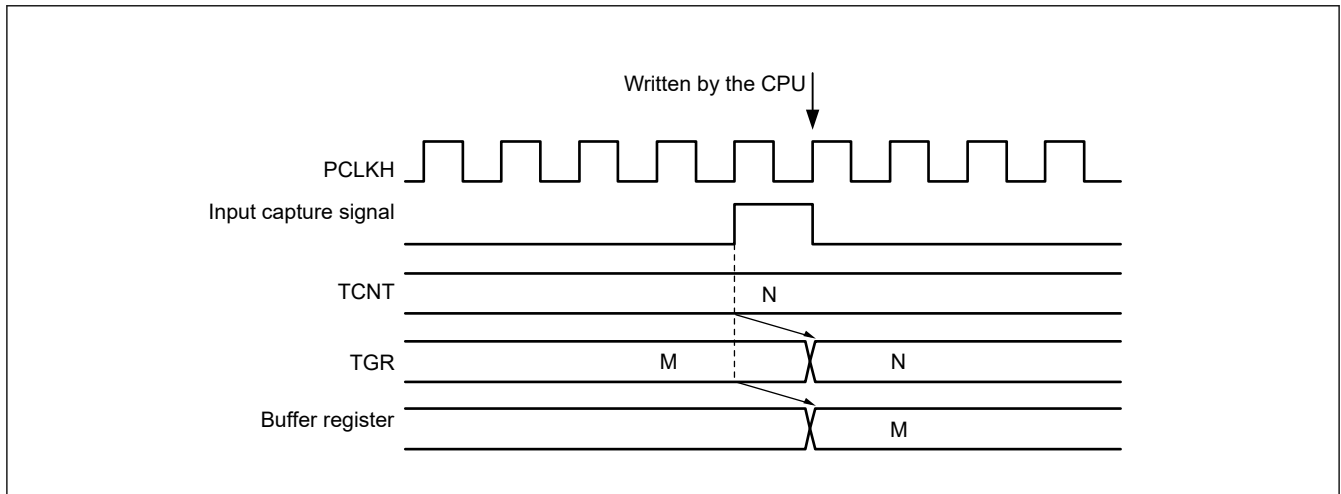 Written by the CPU
PCLKH
Input capture signal
TCNT
N
TGR
M
N
Buffer register
M